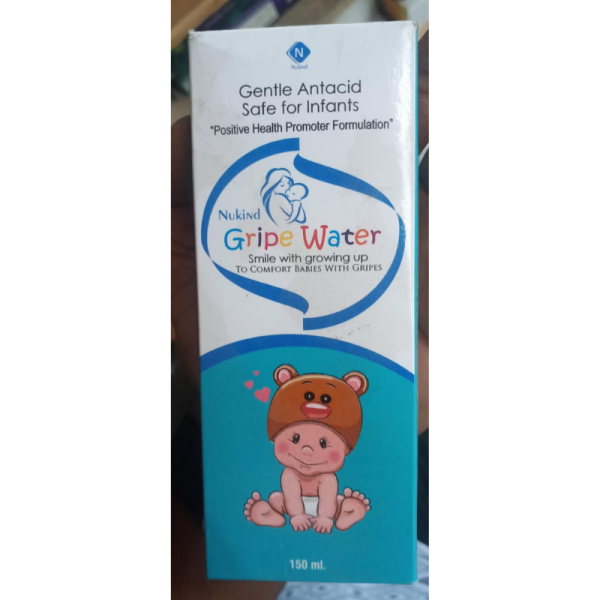 N
Nukind
Gentle Antacid
Safe for Infants
"Positive Health Promoter Formulation"
Nukind
Gripe Water
Smile with growing up
To Comfort Babies With Gripes
150 ml.